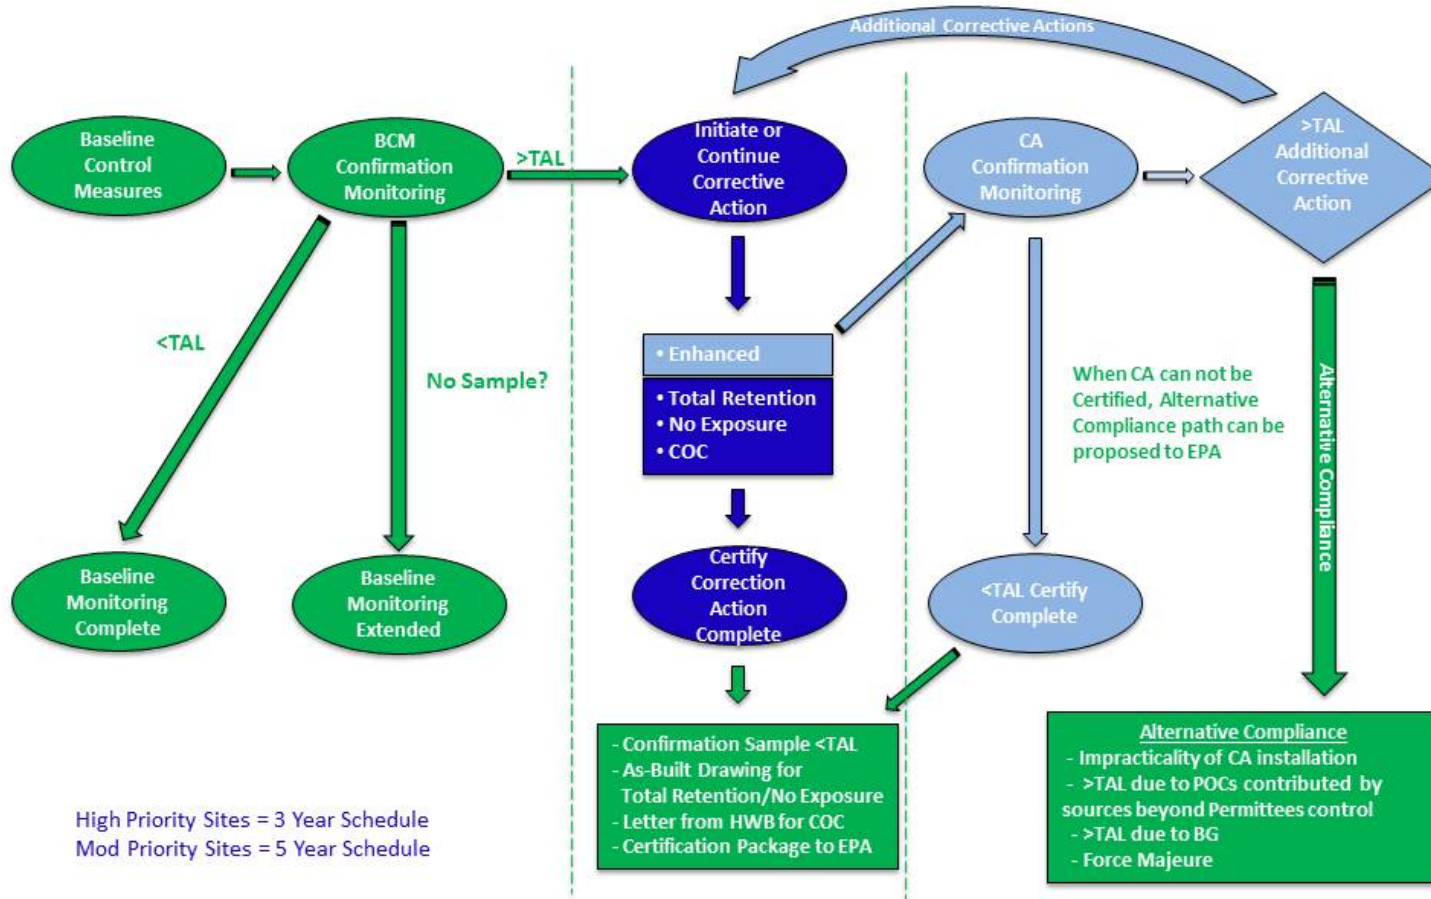 Additional Corrective Actions
Baseline
Control
Measures
BCM
Confirmation
Monitoring
>TAL
Initiate or
Continue
Corrective
Action
CA
Confirmation
Monitoring
>TAL
Additional
Corrective
Action
<TAL
No Sample?
• Enhanced
• Total Retention
• No Exposure
• COC
When CA can not be
Certified, Alternative
Compliance path can be
proposed to EPA
Alternative Compliance
Baseline
Monitoring
Complete
Baseline
Monitoring
Extended
Certify
Correction
Action
Complete
<TAL Certify
Complete
- Confirmation Sample <TAL
- As-Built Drawing for
Total Retention/No Exposure
- Letter from HWB for COC
- Certification Package to EPA
Alternative Compliance
- Impracticality of CA installation
- >TAL due to POCs contributed by
sources beyond Permittees control
- >TAL due to BG
- Force Majeure
High Priority Sites = 3 Year Schedule
Mod Priority Sites = 5 Year Schedule